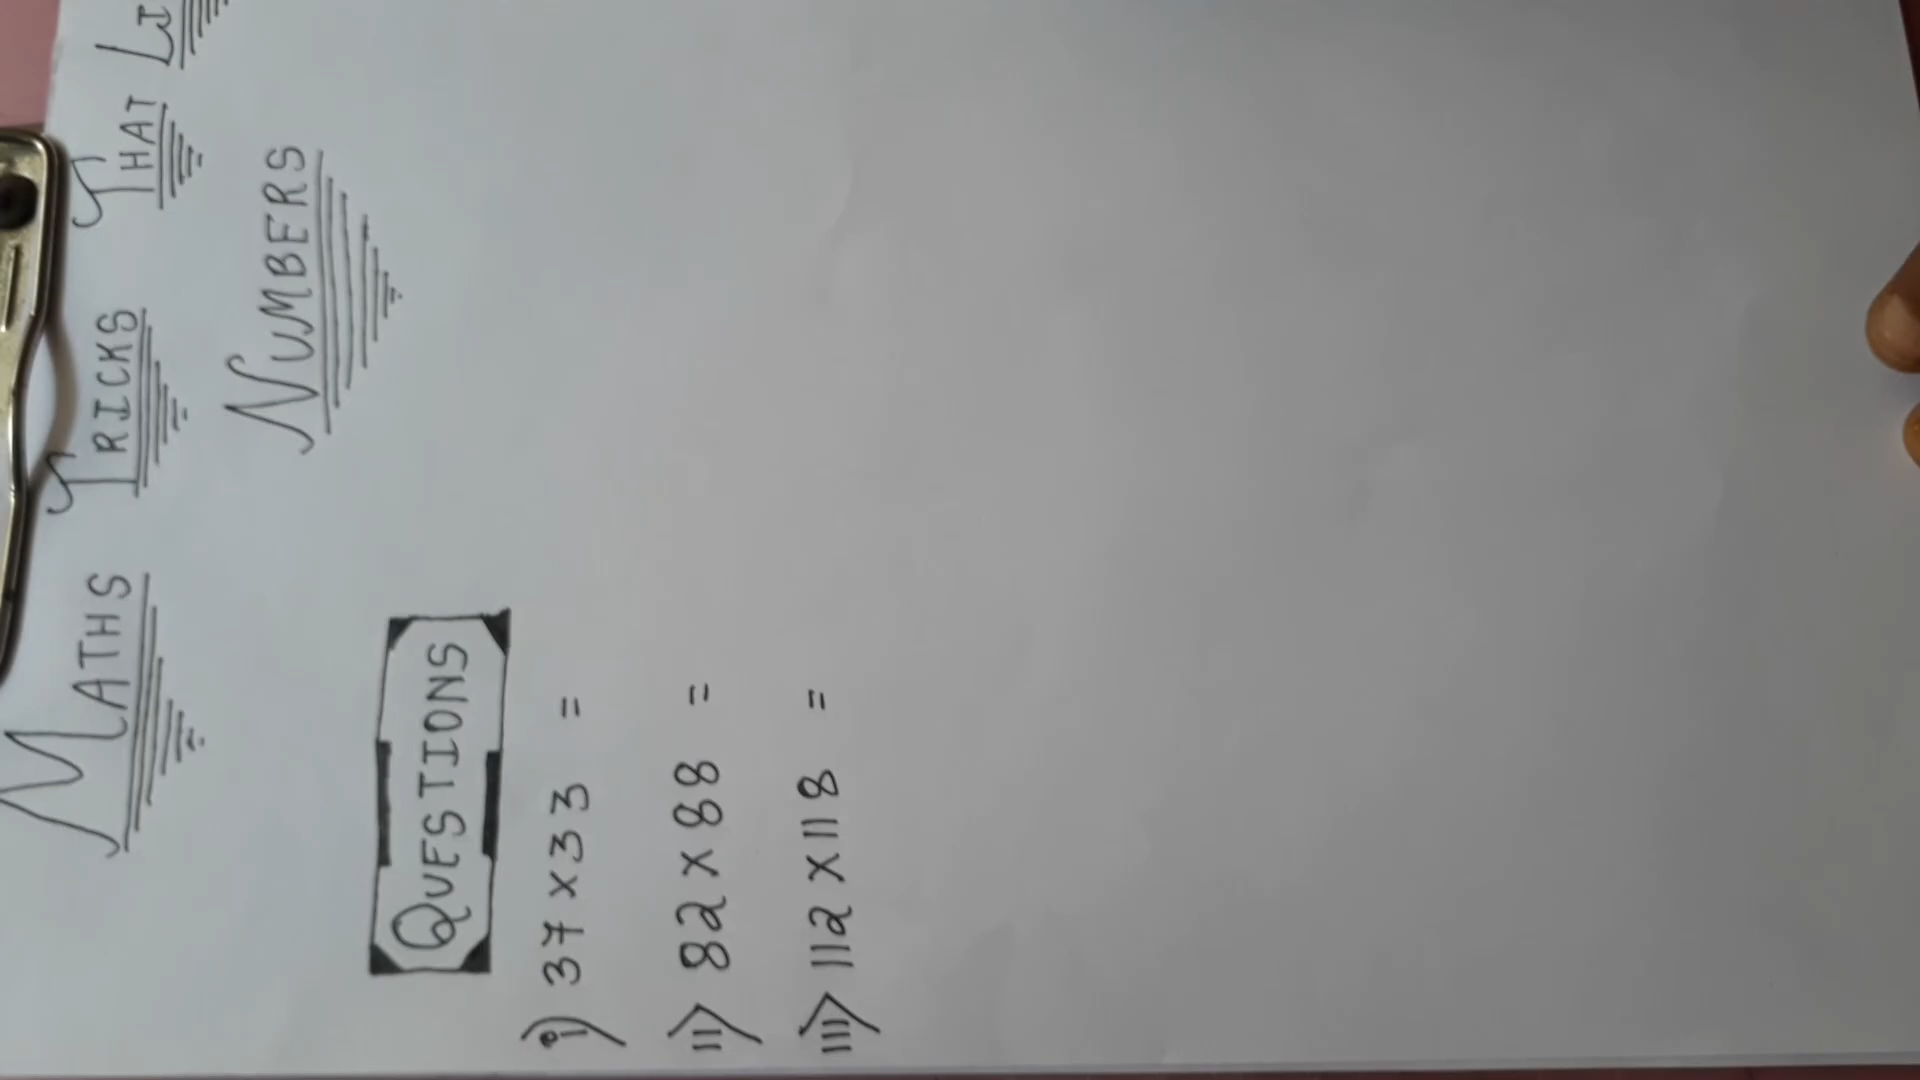 MATHS TRICKS THAT
NUMBERS
QUESTIONS
i) 37 x 33 =
ii) 82 x 88 =
iii) 112 x 118 =